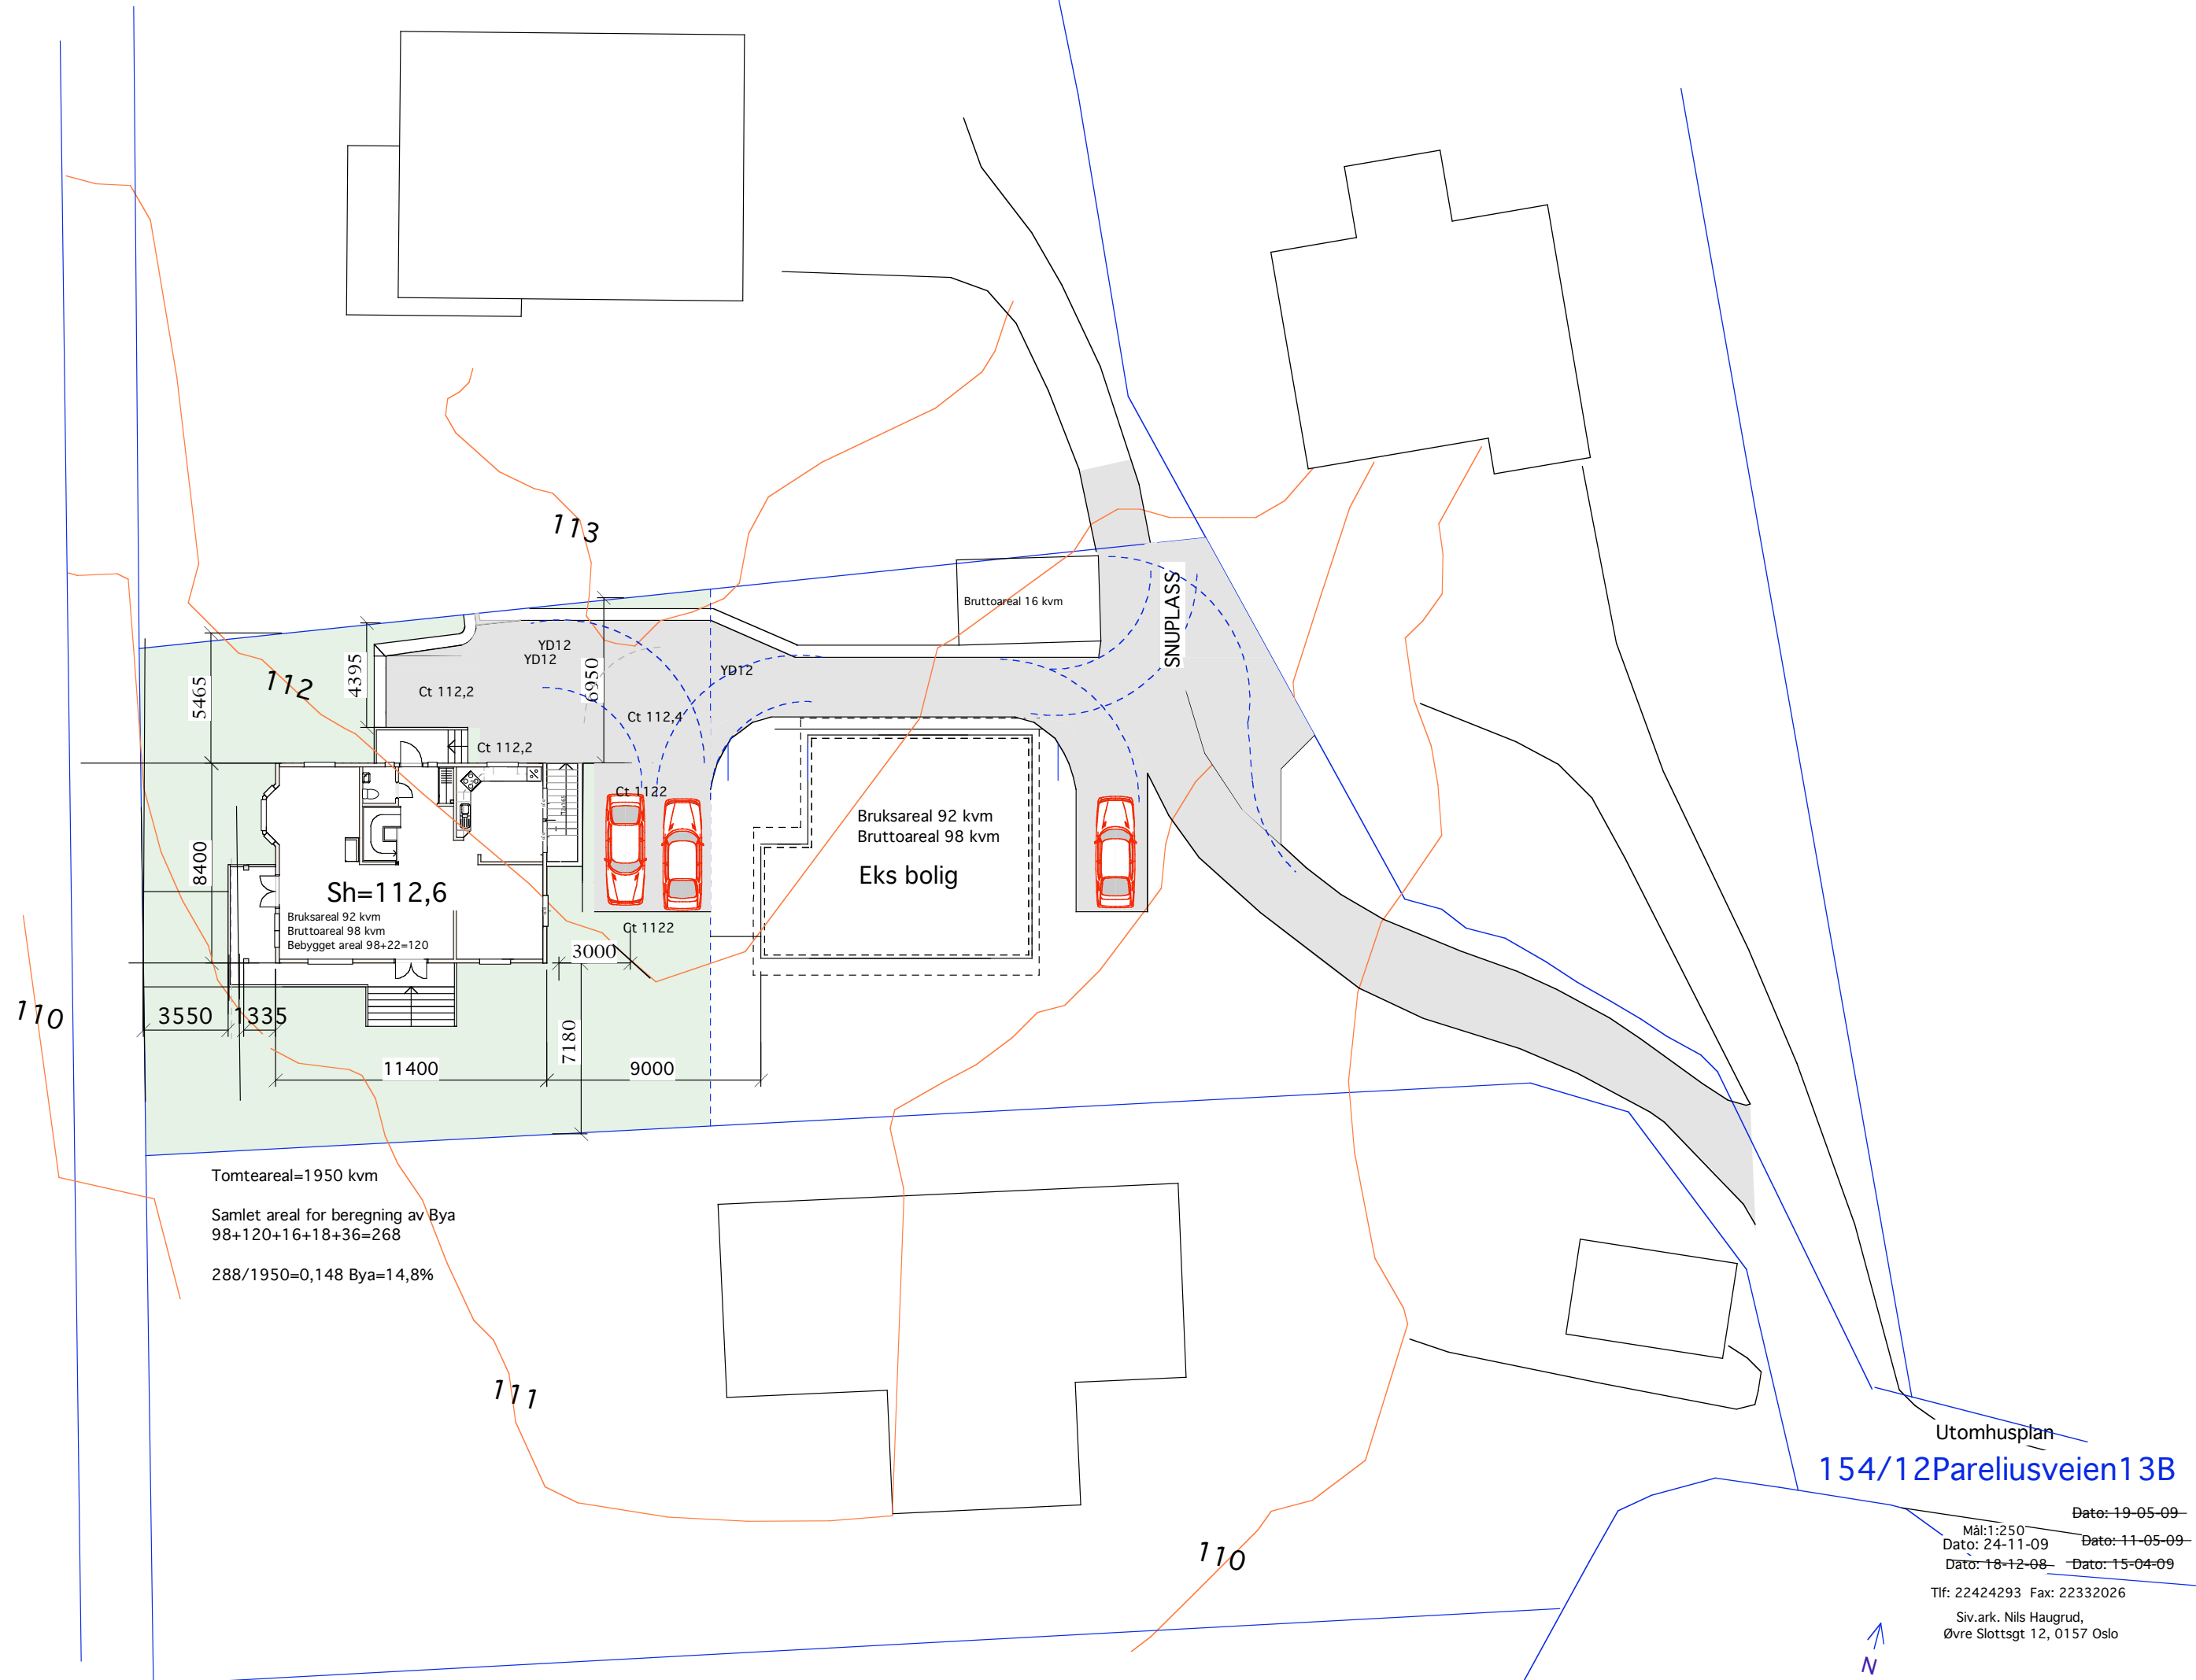 113
Bruttoareal 16 kvm
SNUPLASS
YD12
YD12
YD12
4395
6950
5465
112
Ct 112,2
Ct 112,4
Ct 112,2
Ct 1122
8400
Bruksareal 92 kvm
Bruttoareal 98 kvm
Eks bolig
Sh=112,6
Bruksareal 92 kvm
Bruttoareal 98 kvm
Bebygget areal 98+22=120
Ct 1122
3000
110
3550
1335
7180
11400
9000
Tomteareal=1950 kvm
Samlet areal for beregning av Bya
98+120+16+18+36=268
288/1950=0,148 Bya=14,8%
111
110
Utomhusplan
154/12Pareliusveien13B
Dato: 19-05-09
Mål:1:250
Dato: 24-11-09
Dato: 11-05-09
Dato: 18-12-08
Dato: 15-04-09
Tlf: 22424293 Fax: 22332026
Siv.ark. Nils Haugrud,
Øvre Slottsgt 12, 0157 Oslo
N